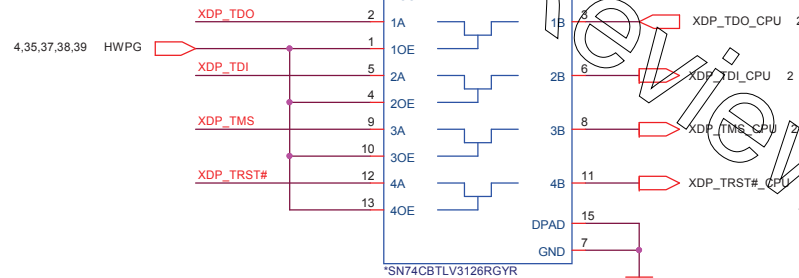 XDP_TDO 2 1A 1B 3 XDP_TDO_CPU 2
4,35,37,38,39 HWPG 1 1OE
XDP_TDI 5 2A 2B 6 XDP_TDI_CPU 2
4 2OE
XDP_TMS 9 3A 3B 8 XDP_TMS_CPU 2
10 3OE
XDP_TRST# 12 4A 4B 11 XDP_TRST#_CPU
13 4OE
DPAD 15
GND 7
*SN74CBTLV3126RGYR